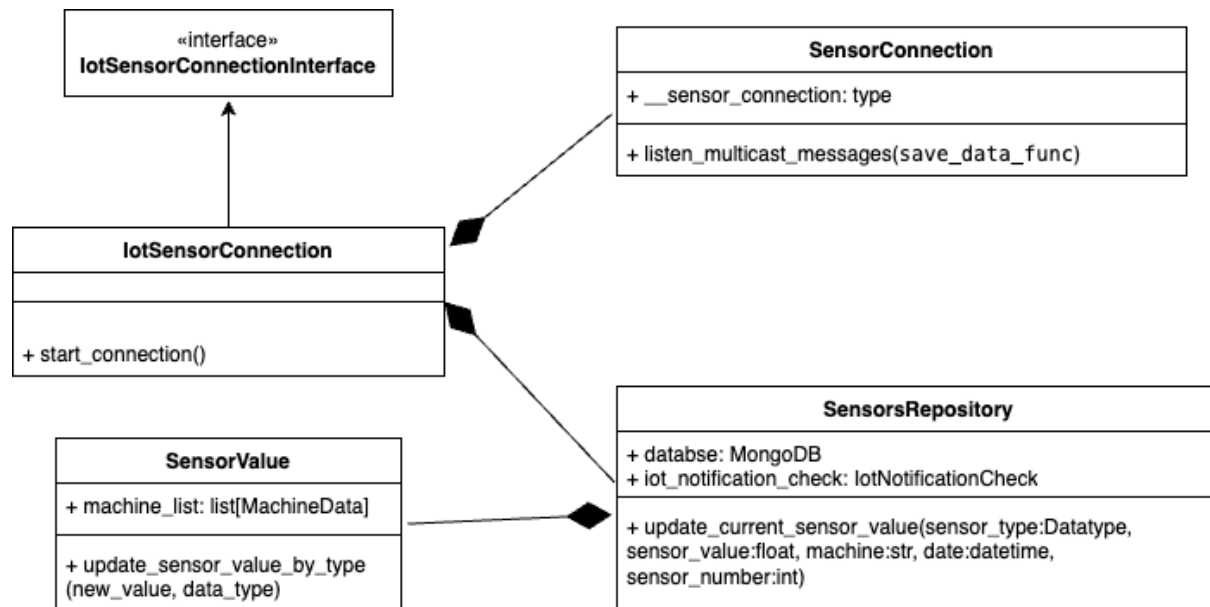 «interface»
IotSensorConnectionInterface
SensorConnection
+ __sensor_connection: type
+ listen_multicast_messages(save_data_func)
IotSensorConnection
+ start_connection()
SensorsRepository
+ databse: MongoDB
+ iot_notification_check: IotNotificationCheck
+ update_current_sensor_value(sensor_type:Datatype,
sensor_value:float, machine:str, date:datetime,
sensor_number:int)
SensorValue
+ machine_list: list[MachineData]
+ update_sensor_value_by_type
(new_value, data_type)